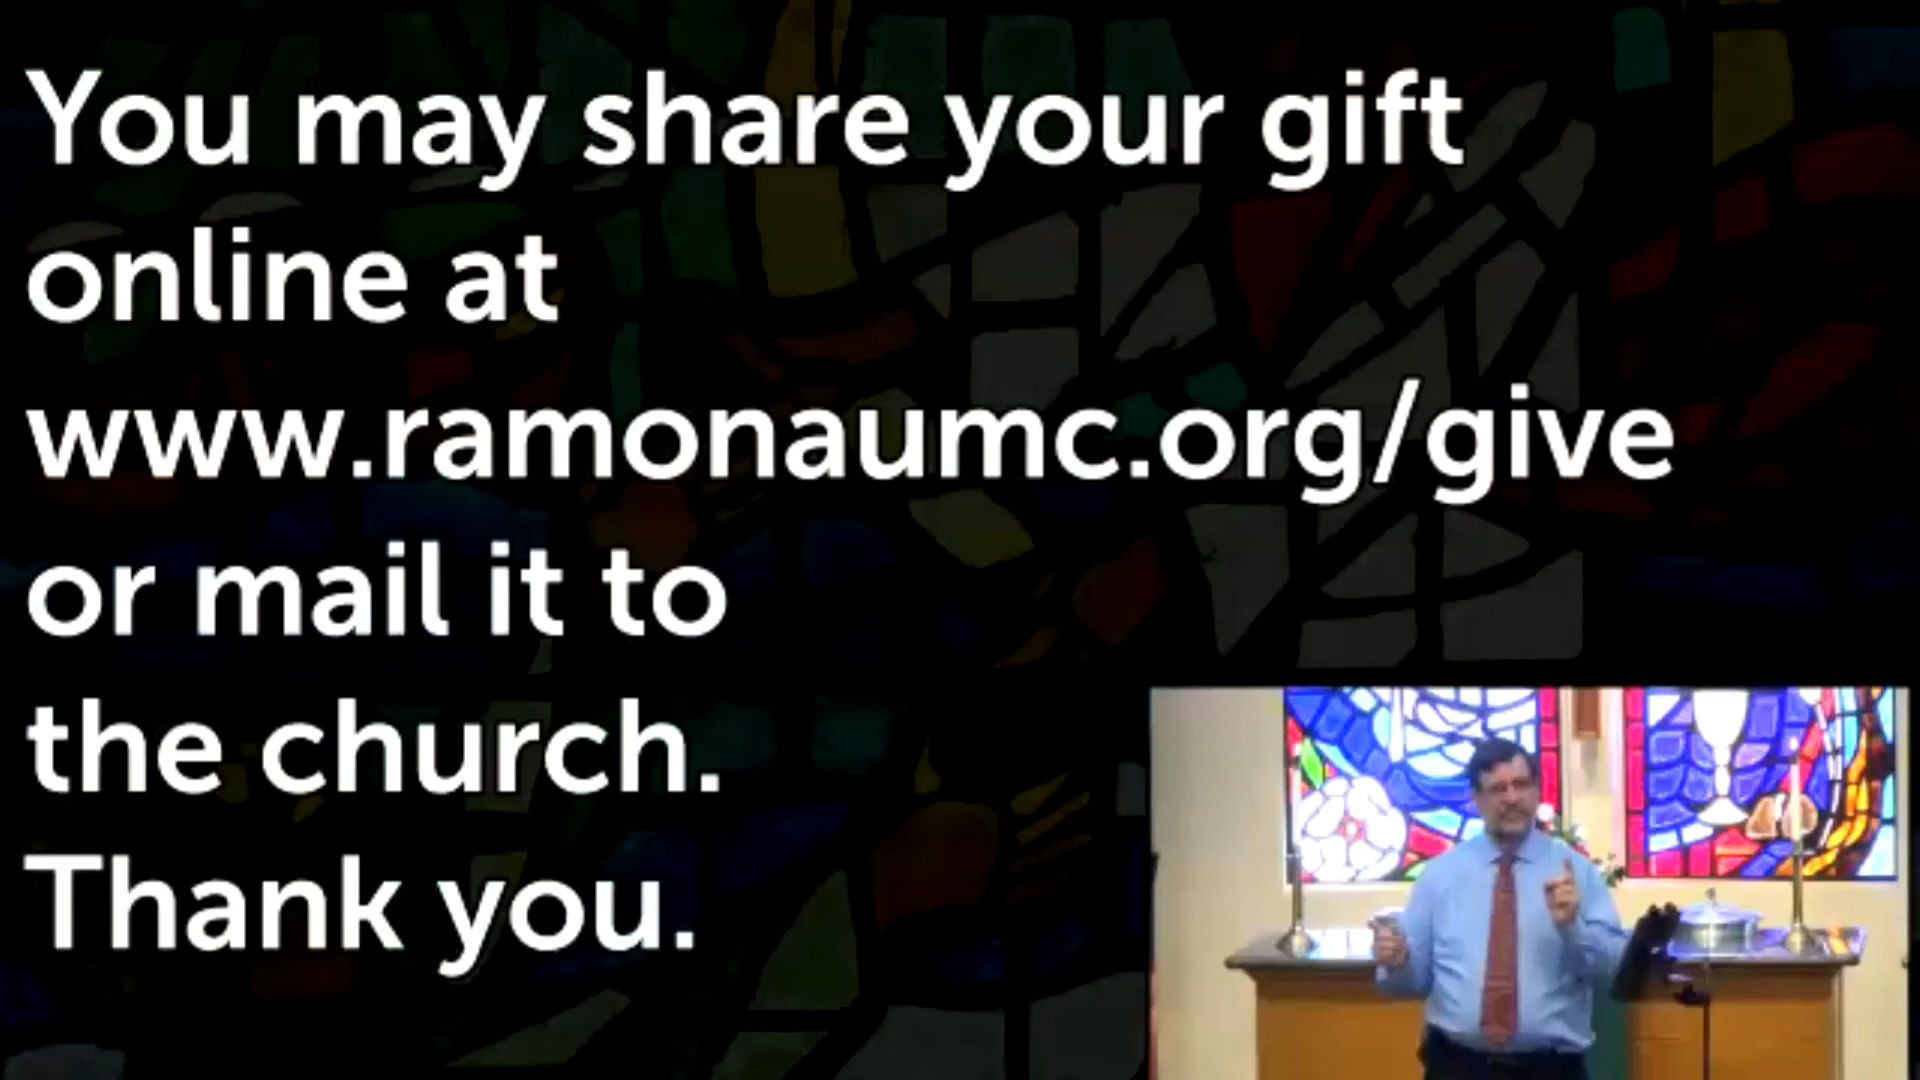 You may share your gift
online at
www.ramonaumc.org/give
or mail it to
the church.
Thank you.